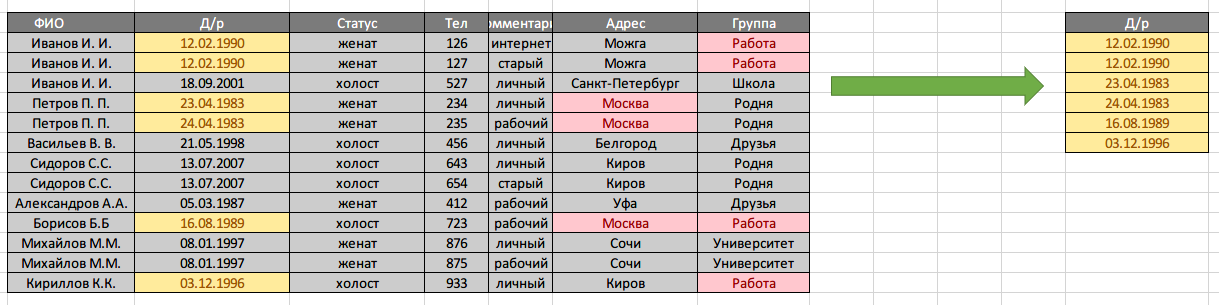 ФИО Д/р Статус Тел омментари Адрес Группа Д/р
Иванов И. И. 12.02.1990 женат 126 интернет Можга Работа 12.02.1990
Иванов И. И. 12.02.1990 женат 127 старый Можга Работа 12.02.1990
Иванов И. И. 18.09.2001 холост 527 личный Санкт-Петербург Школа 23.04.1983
Петров П. П. 23.04.1983 женат 234 личный Москва Родня 24.04.1983
Петров П. П. 24.04.1983 женат 235 рабочий Москва Родня 16.08.1989
Васильев В. В. 21.05.1998 холост 456 личный Белгород Друзья 03.12.1996
Сидоров С.С. 13.07.2007 холост 643 личный Киров Родня
Сидоров С.С. 13.07.2007 холост 654 старый Киров Родня
Александров А.А. 05.03.1987 женат 412 рабочий Уфа Друзья
Борисов Б.Б 16.08.1989 холост 723 рабочий Москва Работа
Михайлов М.М. 08.01.1997 женат 876 личный Сочи Университет
Михайлов М.М. 08.01.1997 женат 875 рабочий Сочи Университет
Кириллов К.К. 03.12.1996 холост 933 личный Киров Работа